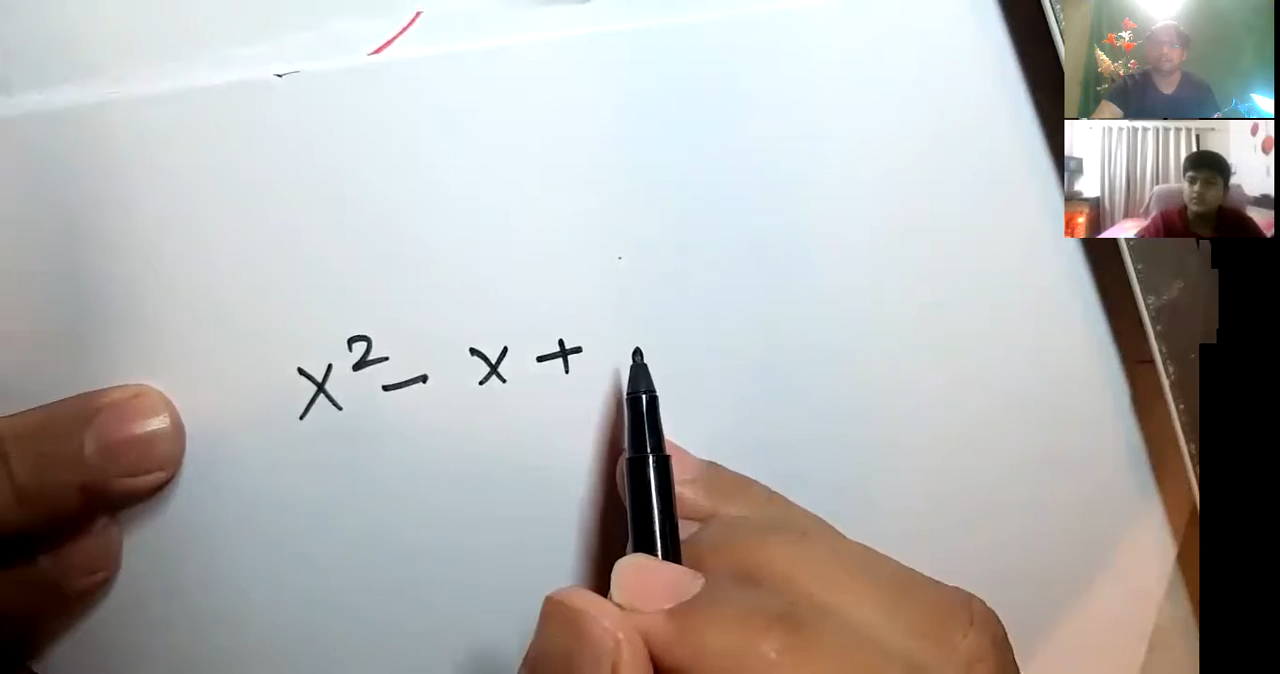 x² - x +